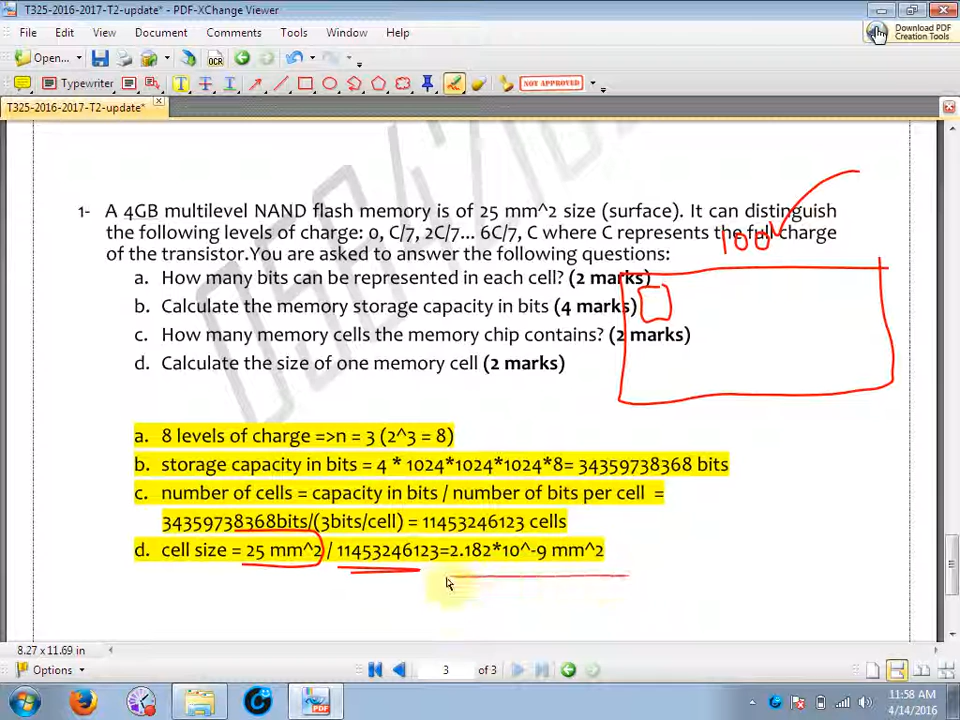 T325-2016-2017-T2-update* - PDF-XChange Viewer
File Edit View Document Comments Tools Window Help
Download PDF
Creation Tools
Open...
OCR
Typewriter
NOT APPROVED
T325-2016-2017-T2-update*
1- A 4GB multilevel NAND flash memory is of 25 mm^2 size (surface). It can distinguish
the following levels of charge: 0, C/7, 2C/7... 6C/7, C where C represents the full charge
100
of the transistor.You are asked to answer the following questions:
a. How many bits can be represented in each cell? (2 marks)
b. Calculate the memory storage capacity in bits (4 marks)
c. How many memory cells the memory chip contains? (2 marks)
d. Calculate the size of one memory cell (2 marks)
a. 8 levels of charge =>n = 3 (2^3 = 8)
b. storage capacity in bits = 4 * 1024*1024*1024*8= 34359738368 bits
c. number of cells = capacity in bits / number of bits per cell =
34359738368bits/(3bits/cell) = 11453246123 cells
d. cell size = 25 mm^2 / 11453246123=2.182*10^-9 mm^2
8.27 x 11.69 in
Options
3 of 3
11:58 AM
4/14/2016